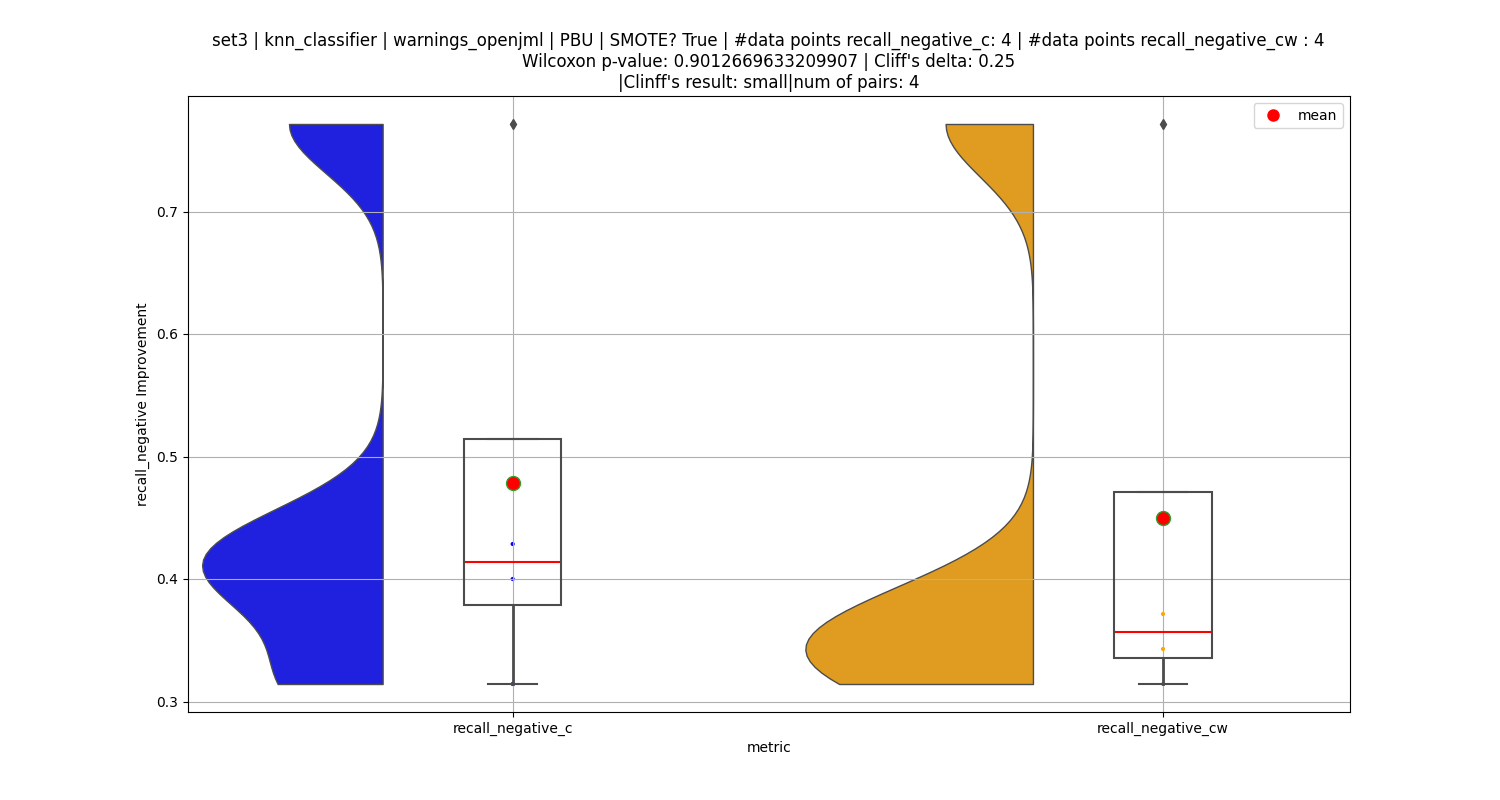 set3 | knn_classifier | warnings_openjml | PBU | SMOTE? True | #data points recall_negative_c: 4 | #data points recall_negative_cw : 4
Wilcoxon p-value: 0.9012669633209907 | Cliff's delta: 0.25
|Clinff's result: small|num of pairs: 4
mean
0.7
0.6
0.5
0.4
0.3
recall_negative Improvement
recall_negative_c
recall_negative_cw
metric